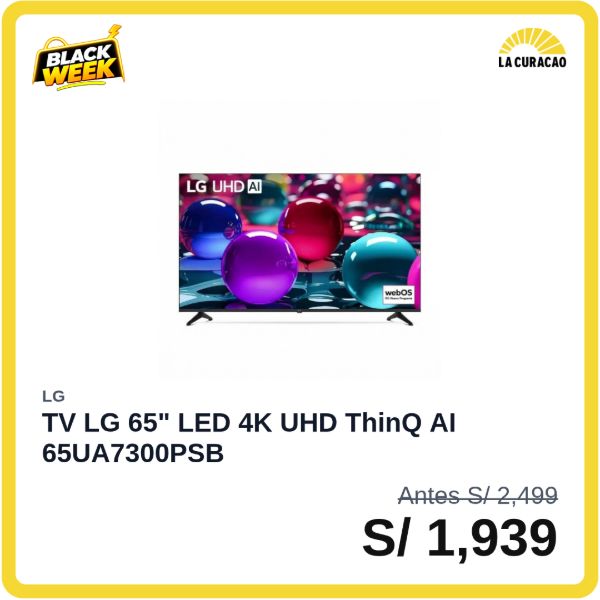 BLACK
WEEK
LA CURACAO
LG UHD AI
webOS
LG
TV LG 65" LED 4K UHD ThinQ AI
65UA7300PSB
Antes S/ 2,499
S/ 1,939